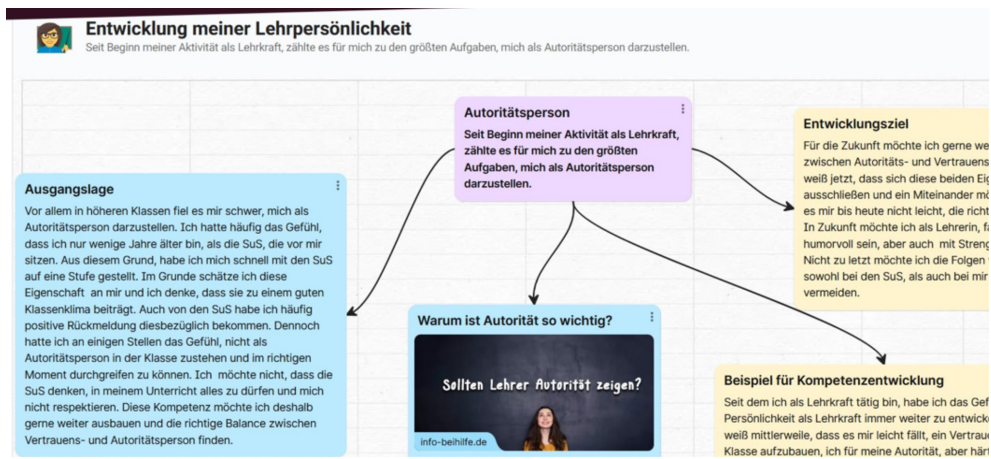 Entwicklung meiner Lehrpersönlichkeit
Seit Beginn meiner Aktivität als Lehrkraft, zählte es für mich zu den größten Aufgaben, mich als Autoritätsperson darzustellen.
Autoritätsperson
Seit Beginn meiner Aktivität als Lehrkraft,
zählte es für mich zu den größten
Aufgaben, mich als Autoritätsperson
darzustellen.
Ausgangslage
Vor allem in höheren Klassen fiel es mir schwer, mich als
Autoritätsperson darzustellen. Ich hatte häufig das Gefühl,
dass ich nur wenige Jahre älter bin, als die SuS, die vor mir
sitzen. Aus diesem Grund, habe ich mich schnell mit den SuS
auf eine Stufe gestellt. Im Grunde schätze ich diese
Eigenschaft an mir und ich denke, dass sie zu einem guten
Klassenklima beiträgt. Auch von den SuS habe ich häufig
positive Rückmeldung diesbezüglich bekommen. Dennoch
hatte ich an einigen Stellen das Gefühl, nicht als
Autoritätsperson in der Klasse zustehen und im richtigen
Moment durchgreifen zu können. Ich möchte nicht, dass die
SuS denken, in meinem Unterricht alles zu dürfen und mich
nicht respektieren. Diese Kompetenz möchte ich deshalb
gerne weiter ausbauen und die richtige Balance zwischen
Vertrauens- und Autoritätsperson finden.
Warum ist Autorität so wichtig?
Sollten Lehrer Autorität zeigen?
info-beihilfe.de
Entwicklungsziel
Für die Zukunft möchte ich gerne we
zwischen Autoritäts- und Vertrauens
weiß jetzt, dass sich diese beiden Eig
ausschließen und ein Miteinander mö
es mir bis heute nicht leicht, die richt
In Zukunft möchte ich als Lehrerin, fa
humorvoll sein, aber auch mit Streng
Nicht zu letzt möchte ich die Folgen
sowohl bei den SuS, als auch bei mir
vermeiden.
Beispiel für Kompetenzentwicklung
Seit dem ich als Lehrkraft tätig bin, habe ich das Gef
Persönlichkeit als Lehrkraft immer weiter zu entwicke
weiß mittlerweile, dass es mir leicht fällt, ein Vertraue
Klasse aufzubauen, ich für meine Autorität, aber härt